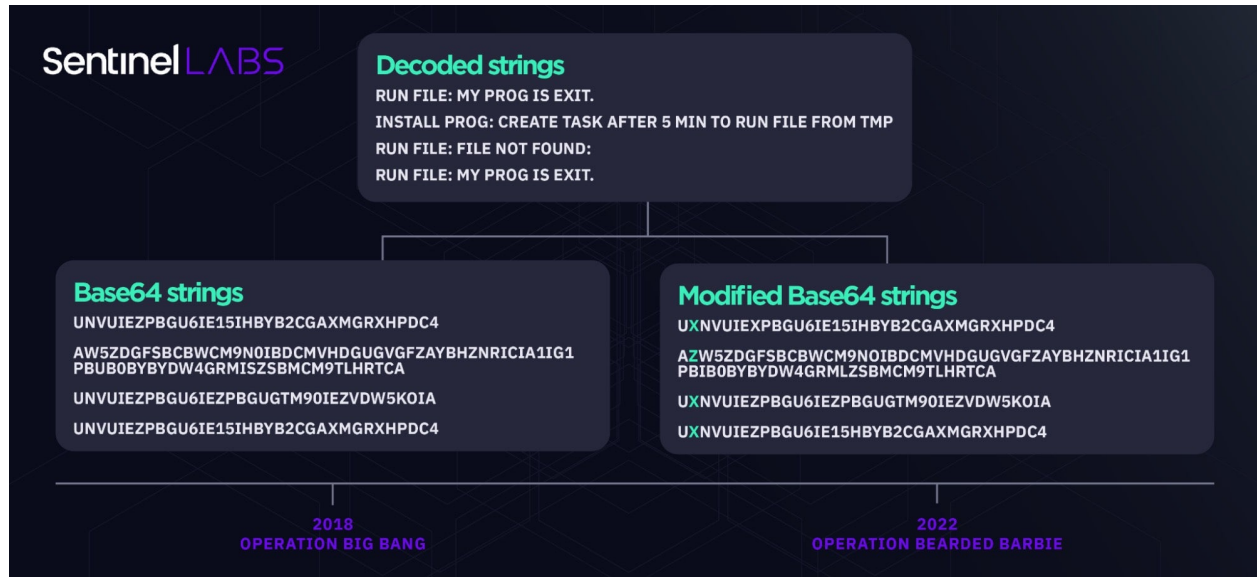 SentinelLABS
Decoded strings
RUN FILE: MY PROG IS EXIT.
INSTALL PROG: CREATE TASK AFTER 5 MIN TO RUN FILE FROM TMP
RUN FILE: FILE NOT FOUND:
RUN FILE: MY PROG IS EXIT.
Base64 strings
UNVUIEZPBGU6IE15IHBYB2CGAXMGRXHPDC4
AW5ZDGFSBCBWCM9N0IBDCMVHDGUGVGFZAYBHZNRICIA1IG1
PBUB0BYBYDW4GRMISZSBMCM9TLHRTCA
UNVUIEZPBGU6IEZPBGUGTM90IEZVDW5KOIA
UNVUIEZPBGU6IE15IHBYB2CGAXMGRXHPDC4
Modified Base64 strings
UXNVUIEXPBGU6IE15IHBYB2CGAXMGRXHPDC4
AZW5ZDGFSBCBWCM9NOIBDCMVHDGUGVGFZAYBHZNRICIA1IG1
PBIB0BYBYDW4GRMLZSBMCM9TLHRTCA
UXNVUIEZPBGU6IEZPBGUGTM90IEZVDW5KOIA
UXNVUIEZPBGU6IE15HBYB2CGAXMGRXHPDC4
2018
OPERATION BIG BANG
2022
OPERATION BEARDED BARBIE